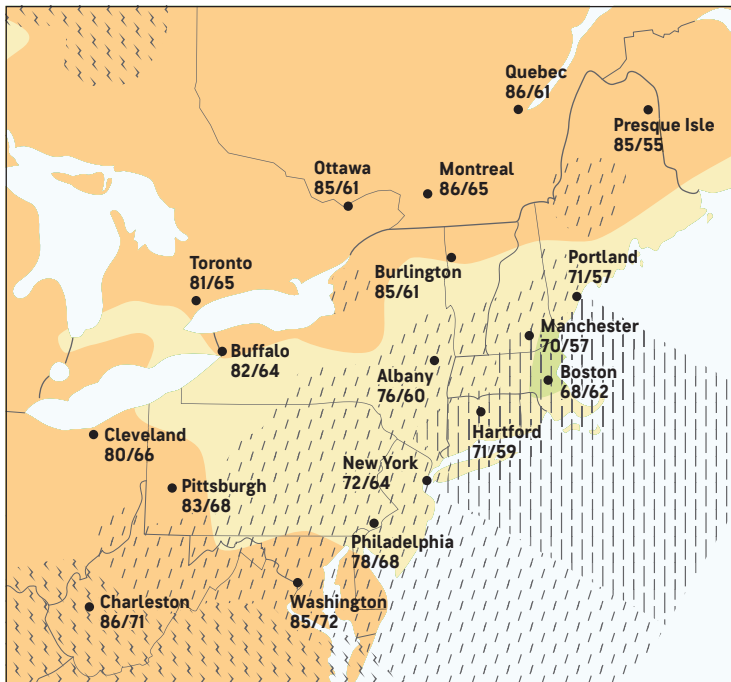 Quebec
86/61
Presque Isle
85/55
Ottawa
85/61
Montreal
86/65
Toronto
81/65
Burlington
85/61
Portland
71/57
Manchester
70/57
Buffalo
82/64
Albany
76/60
Boston
68/62
Cleveland
80/66
Hartford
71/59
New York
72/64
Pittsburgh
83/68
Philadelphia
78/68
Charleston
86/71
Washington
85/72